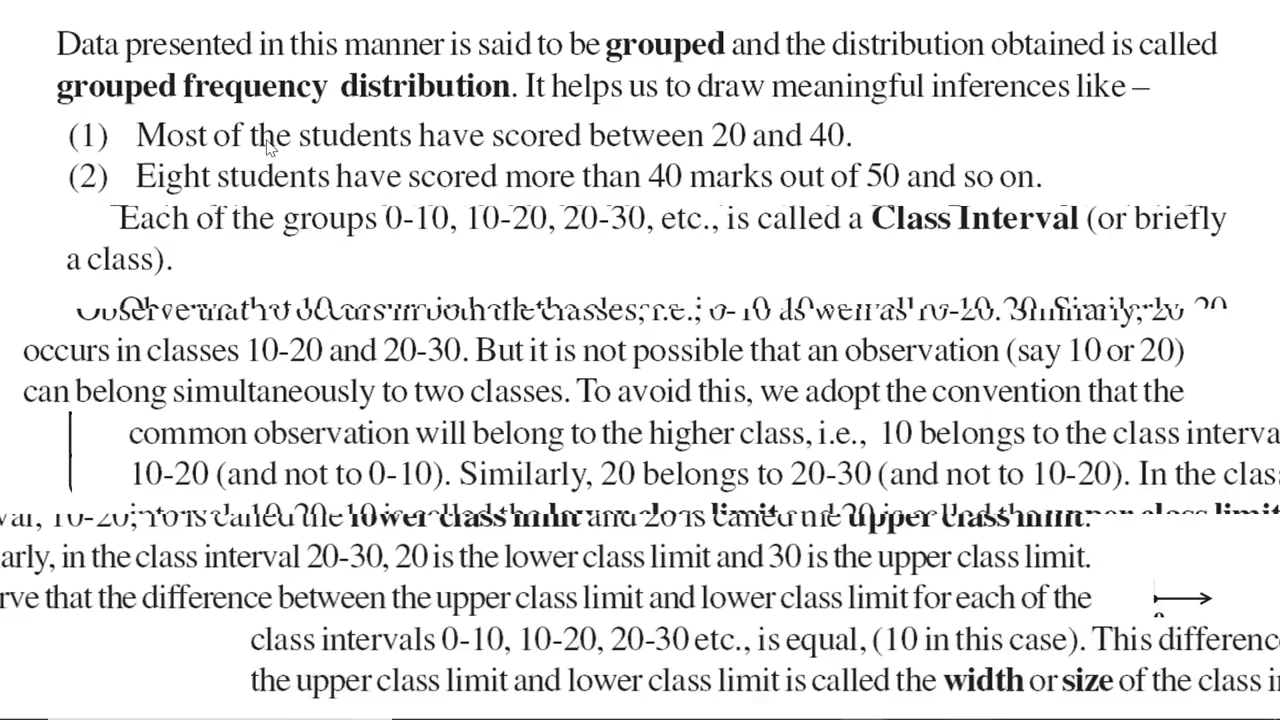 Data presented in this manner is said to be grouped and the distribution obtained is called
grouped frequency distribution. It helps us to draw meaningful inferences like –
(1) Most of the students have scored between 20 and 40.
(2) Eight students have scored more than 40 marks out of 50 and so on.
Each of the groups 0-10, 10-20, 20-30, etc., is called a Class Interval (or briefly
a class).
occurs in classes 10-20 and 20-30. But it is not possible that an observation (say 10 or 20)
can belong simultaneously to two classes. To avoid this, we adopt the convention that the
common observation will belong to the higher class, i.e., 10 belongs to the class interva
10-20 (and not to 0-10). Similarly, 20 belongs to 20-30 (and not to 10-20). In the clas
lower class limit upper class limit.
arly, in the class interval 20-30, 20 is the lower class limit and 30 is the upper class limit.
rve that the difference between the upper class limit and lower class limit for each of the
class intervals 0-10, 10-20, 20-30 etc., is equal, (10 in this case). This differenc
the upper class limit and lower class limit is called the width or size of the class i